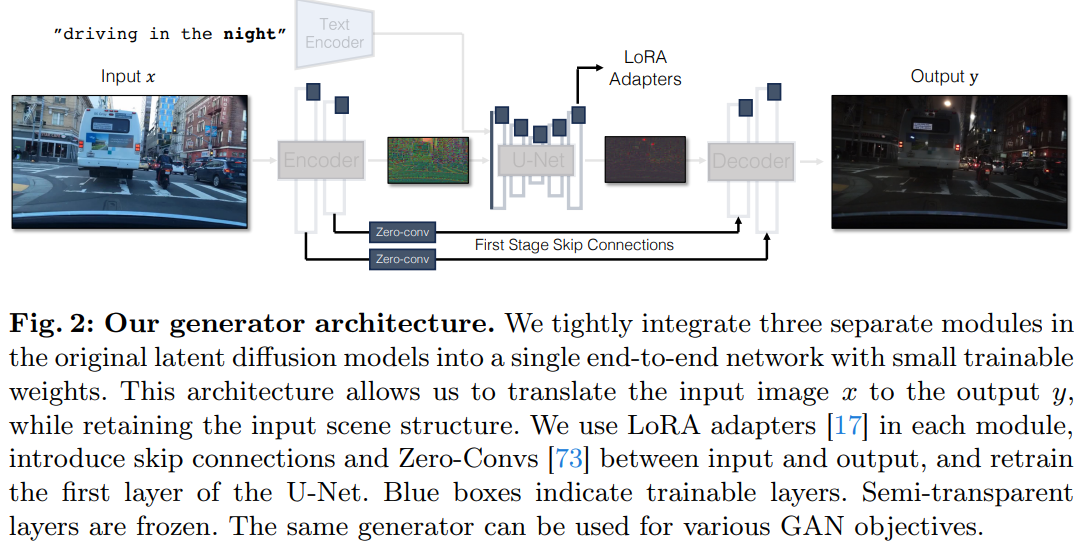 "driving in the night"
Text
Encoder
LoRA
Adapters
Input x
Output y
Encoder
U-Net
Decoder
Zero-conv
First Stage Skip Connections
Zero-conv
Fig. 2: Our generator architecture. We tightly integrate three separate modules in
the original latent diffusion models into a single end-to-end network with small trainable
weights. This architecture allows us to translate the input image x to the output y,
while retaining the input scene structure. We use LoRA adapters [17] in each module,
introduce skip connections and Zero-Convs [73] between input and output, and retrain
the first layer of the U-Net. Blue boxes indicate trainable layers. Semi-transparent
layers are frozen. The same generator can be used for various GAN objectives.